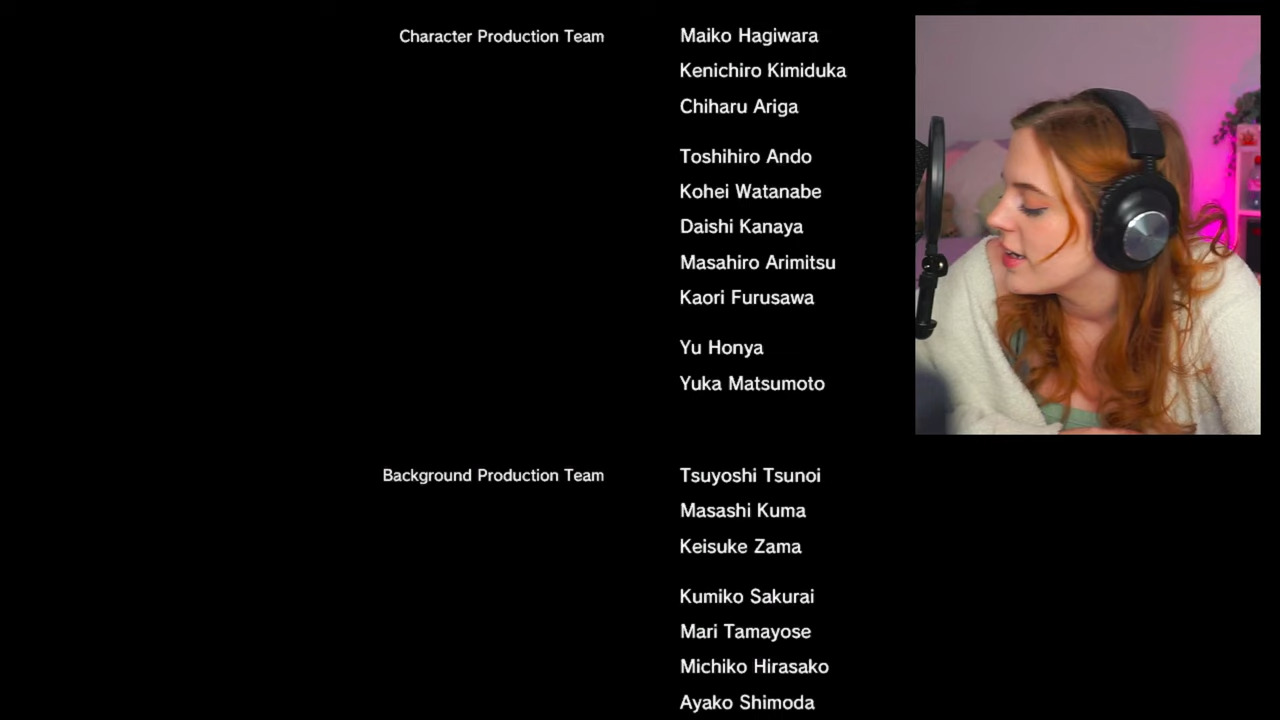 Character Production Team
Maiko Hagiwara
Kenichiro Kimiduka
Chiharu Ariga
Toshihiro Ando
Kohei Watanabe
Daishi Kanaya
Masahiro Arimitsu
Kaori Furusawa
Yu Honya
Yuka Matsumoto
Background Production Team
Tsuyoshi Tsunoi
Masashi Kuma
Keisuke Zama
Kumiko Sakurai
Mari Tamayose
Michiko Hirasako
Ayako Shimoda